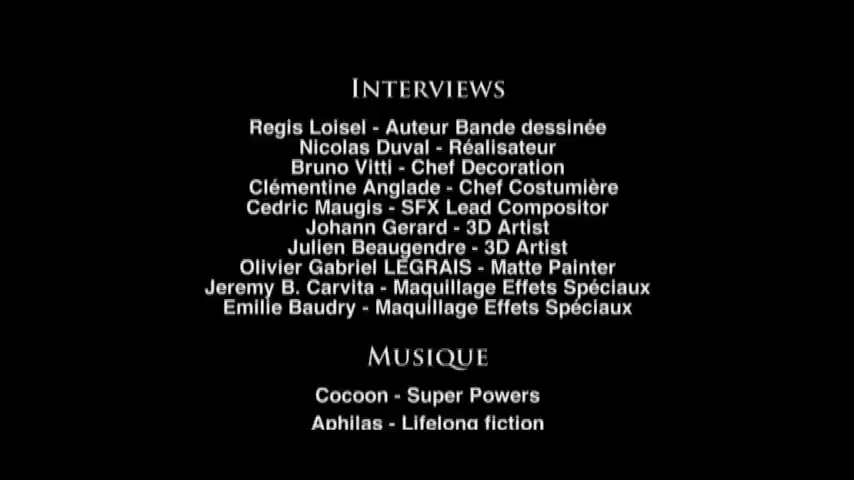 INTERVIEWS
Regis Loisel - Auteur Bande dessinée
Nicolas Duval - Réalisateur
Bruno Vitti - Chef Decoration
Clémentine Anglade - Chef Costumière
Cedric Maugis - SFX Lead Compositor
Johann Gerard - 3D Artist
Julien Beaugendre - 3D Artist
Olivier Gabriel LEGRAIS - Matte Painter
Jeremy B. Carvita - Maquillage Effets Spéciaux
Emilie Baudry - Maquillage Effets Spéciaux
MUSIQUE
Cocoon - Super Powers
Aphilas - Lifelong fiction